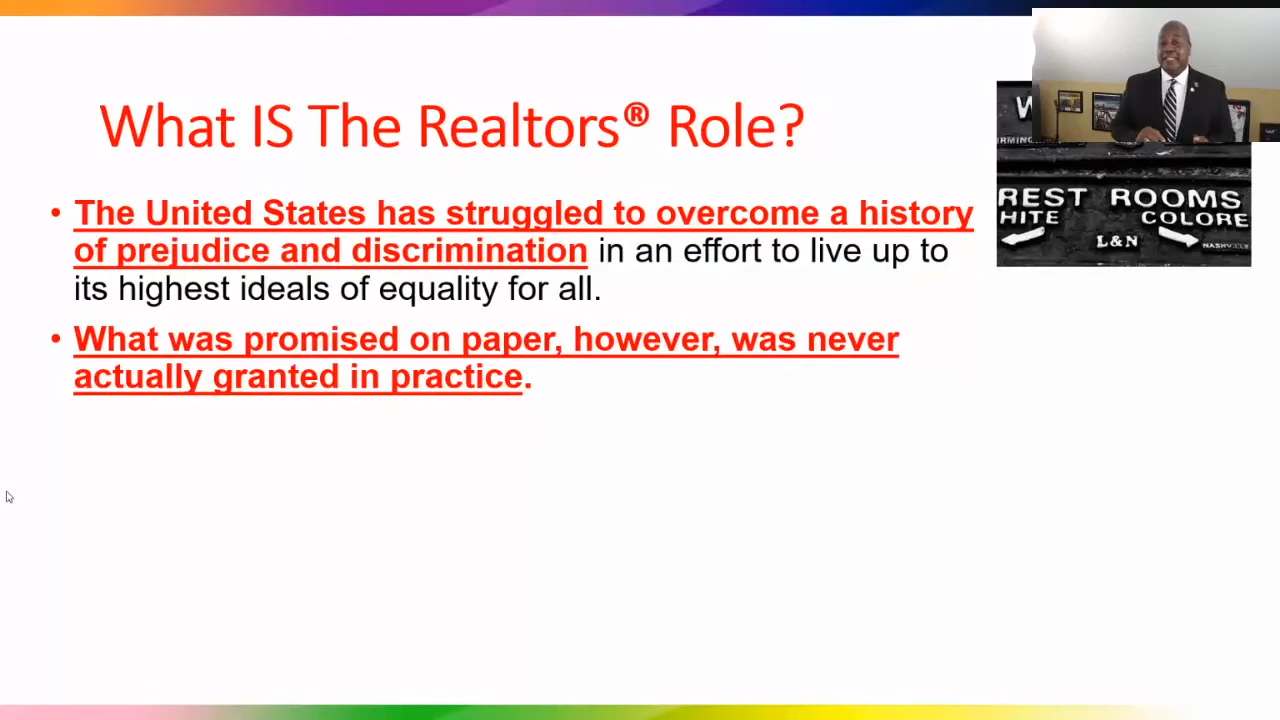 What IS The Realtors® Role?
• The United States has struggled to overcome a history
of prejudice and discrimination in an effort to live up to
its highest ideals of equality for all.
• What was promised on paper, however, was never
actually granted in practice.
W
IRMING
REST ROOMS
HITE COLORE
L&N
NASHVILLE